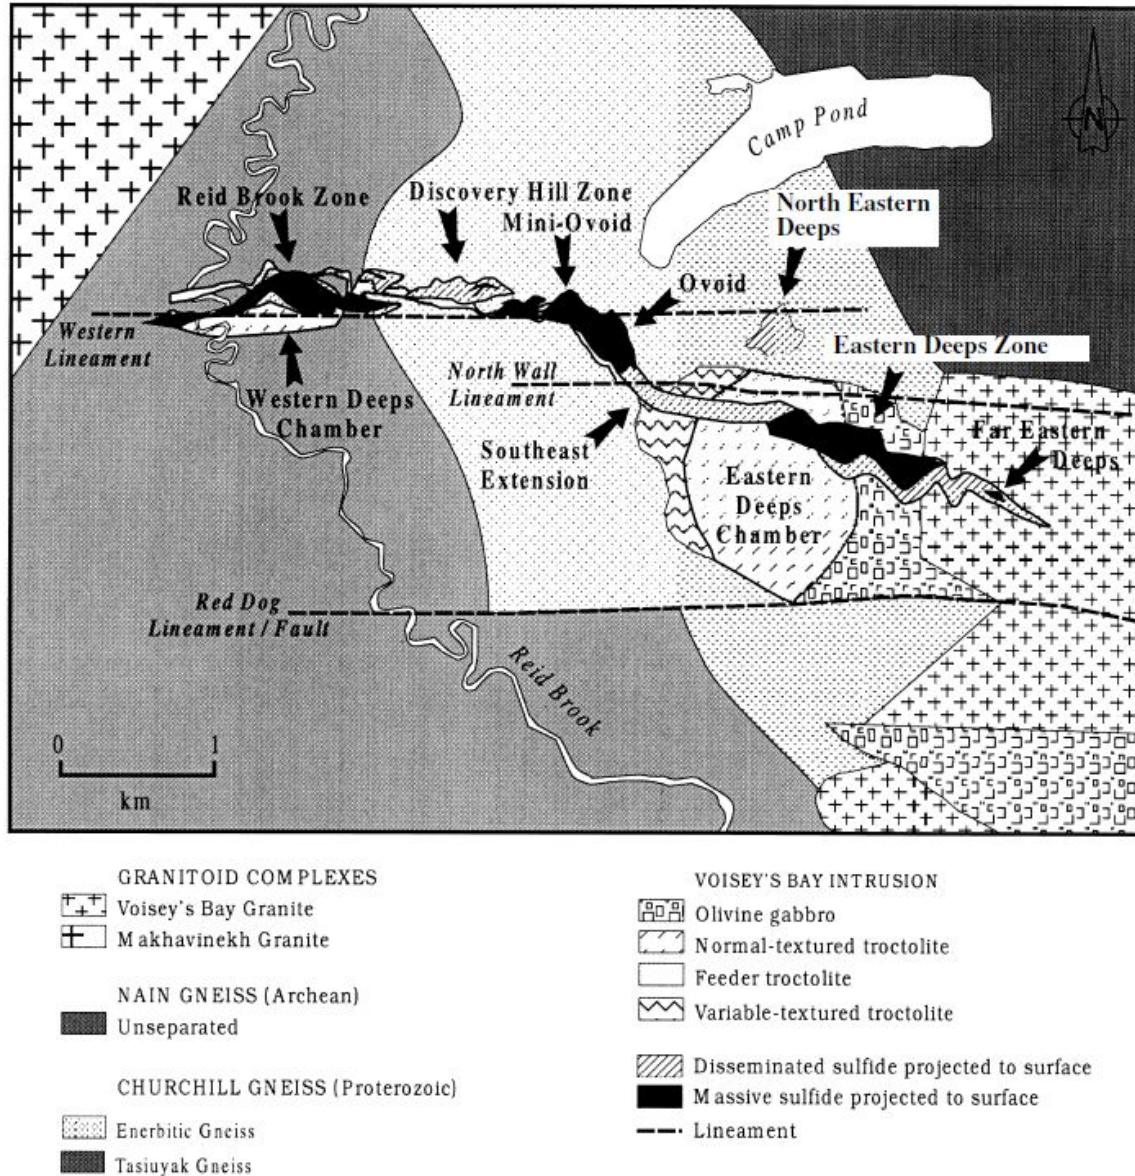 N
Camp Pond
Reid Brook Zone
Discovery Hill Zone
Mini-Ovoid
North Eastern
Deeps
Ovoid
Western
Lineament
Eastern Deeps Zone
North Wall
Lineament
Western Deeps
Chamber
Far Eastern
Deeps
Southeast
Extension
Eastern
Deeps
Chamber
Red Dog
Lineament / Fault
Reid Brook
0 1
km
GRANITOID COMPLEXES
Voisey's Bay Granite
Makhavinekh Granite
NAIN GNEISS (Archean)
Unseparated
CHURCHILL GNEISS (Proterozoic)
Enerbitic Gneiss
Tasiuyak Gneiss
VOISEY'S BAY INTRUSION
Olivine gabbro
Normal-textured troctolite
Feeder troctolite
Variable-textured troctolite
Disseminated sulfide projected to surface
Massive sulfide projected to surface
Lineament